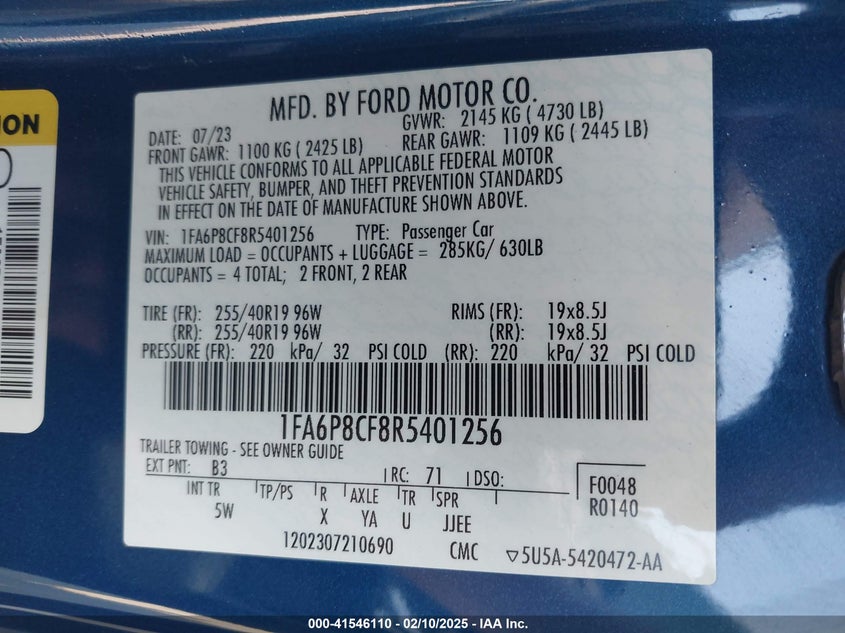 ION
MFD. BY FORD MOTOR CO.
DATE: 07/23 GVWR: 2145 KG ( 4730 LB)
FRONT GAWR: 1100 KG ( 2425 LB) REAR GAWR: 1109 KG ( 2445 LB)
THIS VEHICLE CONFORMS TO ALL APPLICABLE FEDERAL MOTOR
VEHICLE SAFETY, BUMPER, AND THEFT PREVENTION STANDARDS
IN EFFECT ON THE DATE OF MANUFACTURE SHOWN ABOVE.
VIN: 1FA6P8CF8R5401256 TYPE: Passenger Car
MAXIMUM LOAD = OCCUPANTS + LUGGAGE = 285KG/ 630LB
OCCUPANTS = 4 TOTAL; 2 FRONT, 2 REAR
TIRE (FR): 255/40R19 96W RIMS (FR): 19x8.5J
(RR): 255/40R19 96W (RR): 19x8.5J
PRESSURE (FR): 220 kPa/ 32 PSI COLD (RR): 220 kPa/ 32 PSI COLD
1FA6P8CF8R5401256
TRAILER TOWING - SEE OWNER GUIDE
EXT PNT: B3 RC: 71 DSO: F0048
INT TR TP/PS R AXLE TR SPR R0140
5W X YA U JJEE
1202307210690 CMC ▽5U5A-5420472-AA
000-41546110 - 02/10/2025 - IAA Inc.